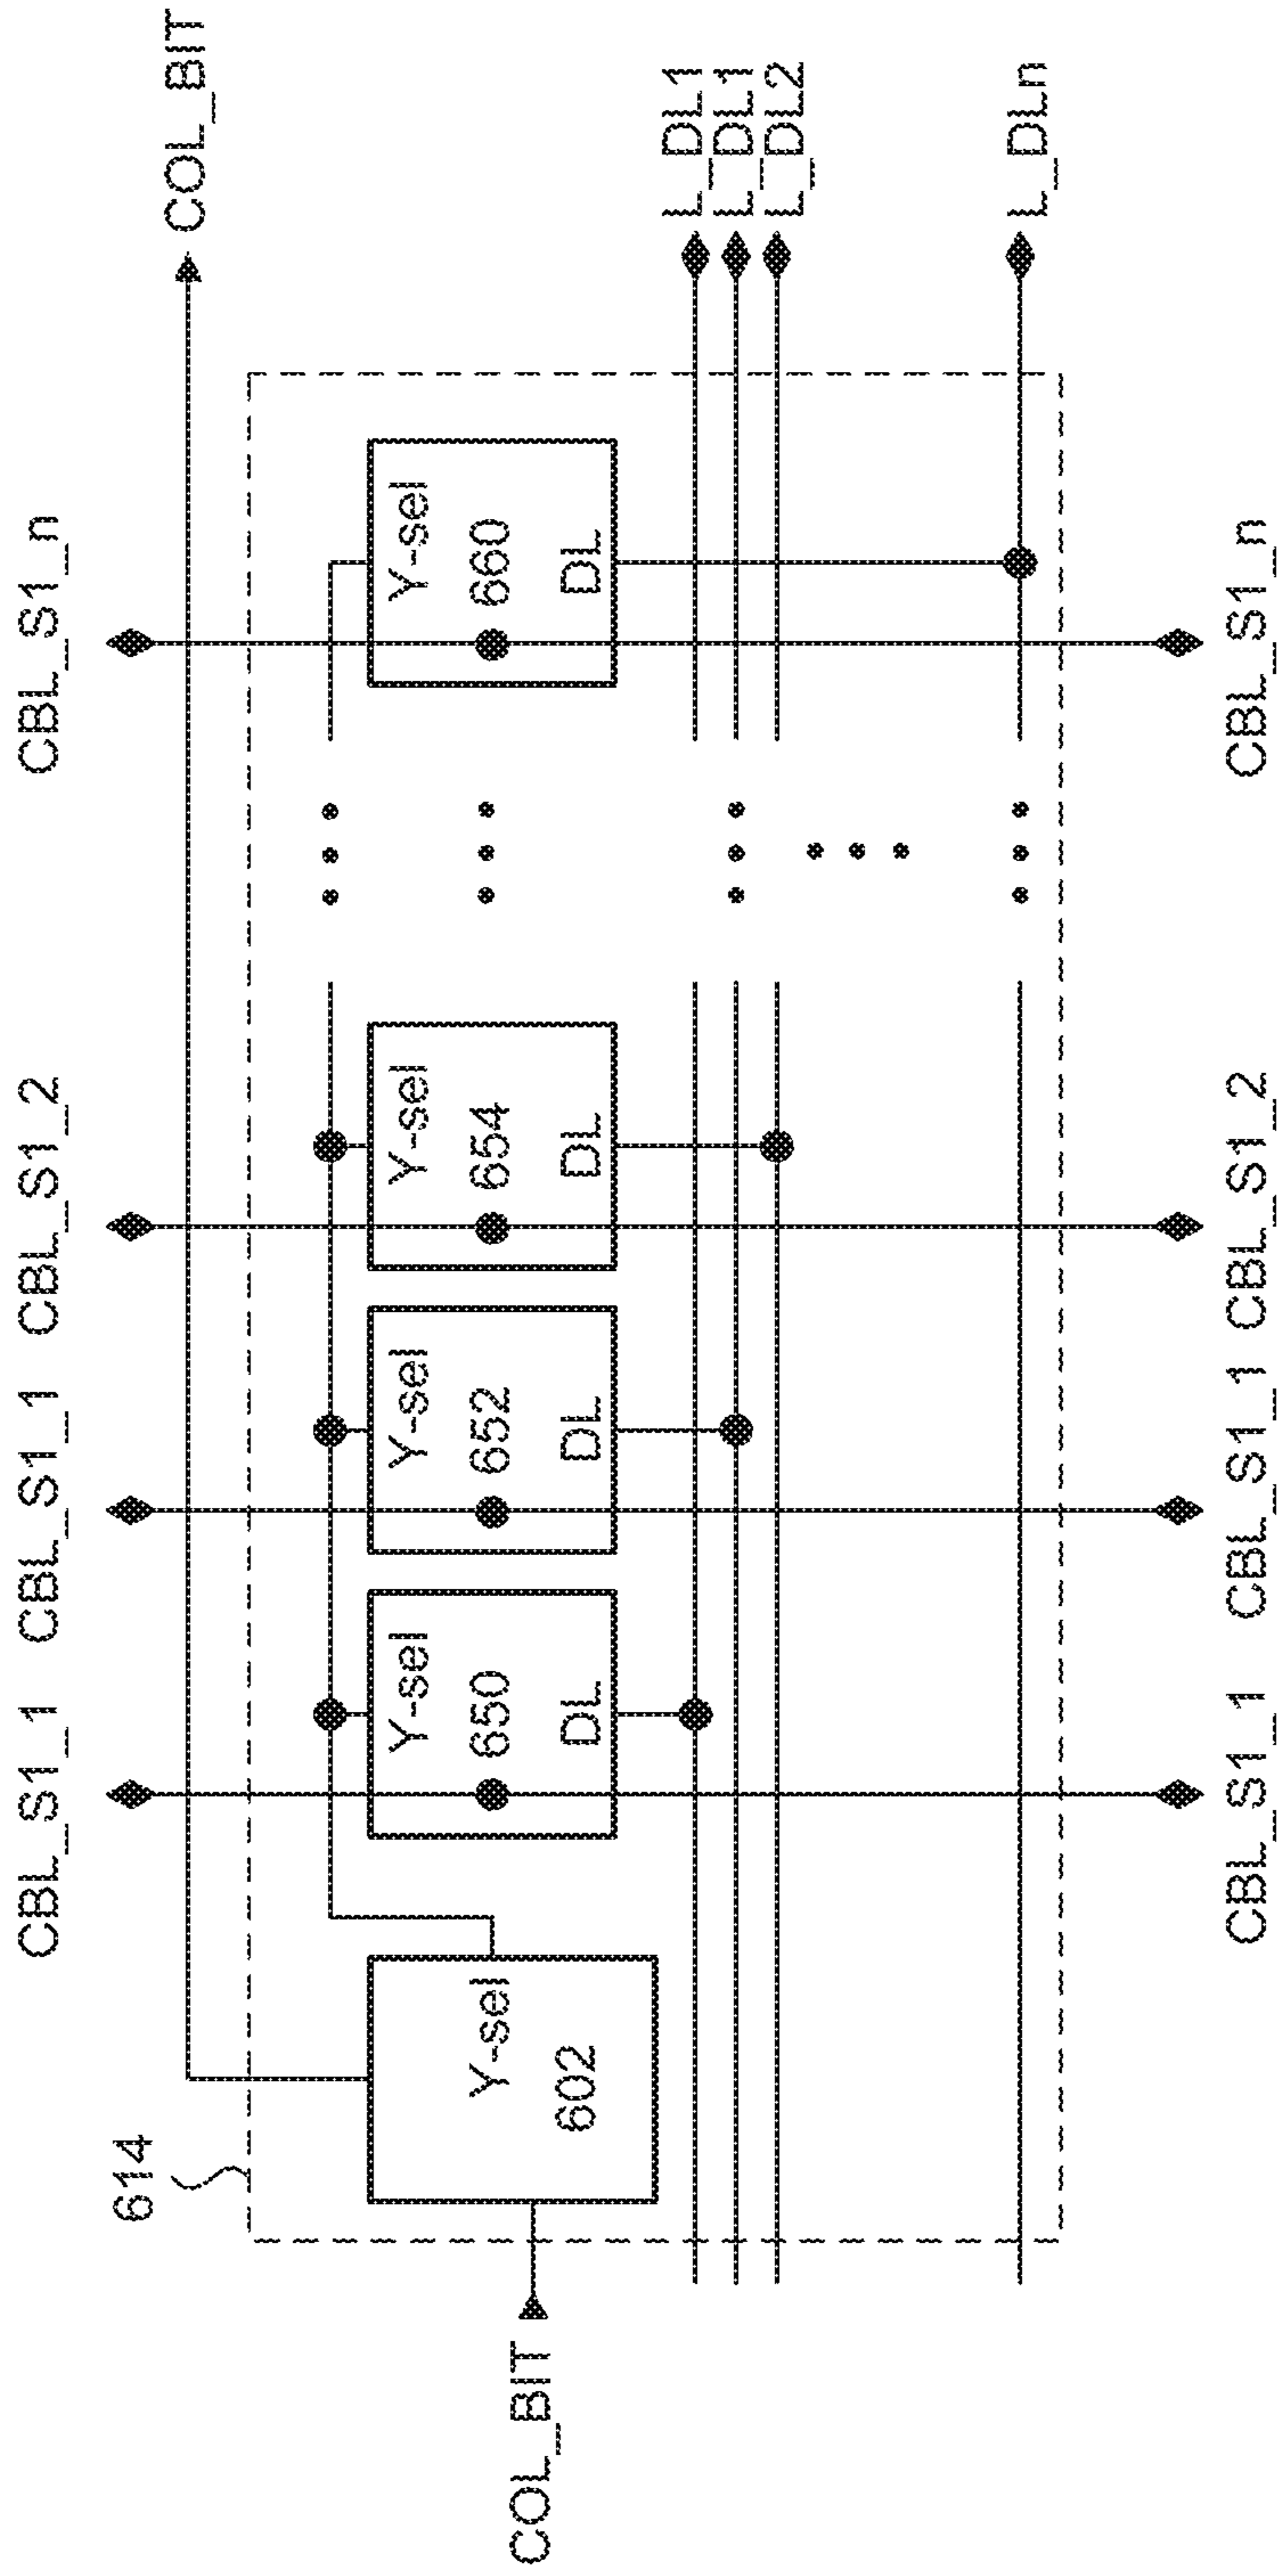 CBL_S1_1 CBL_S1_1 CBL_S1_2 CBL_S1_n
614
COL_BIT
Y-sel Y-sel Y-sel Y-sel
650 652 654 660
DL DL DL DL
Y-sel
602
COL_BIT
L_DL1
L_DL1
L_DL2
L_DLn
CBL_S1_1 CBL_S1_1 CBL_S1_2 CBL_S1_n